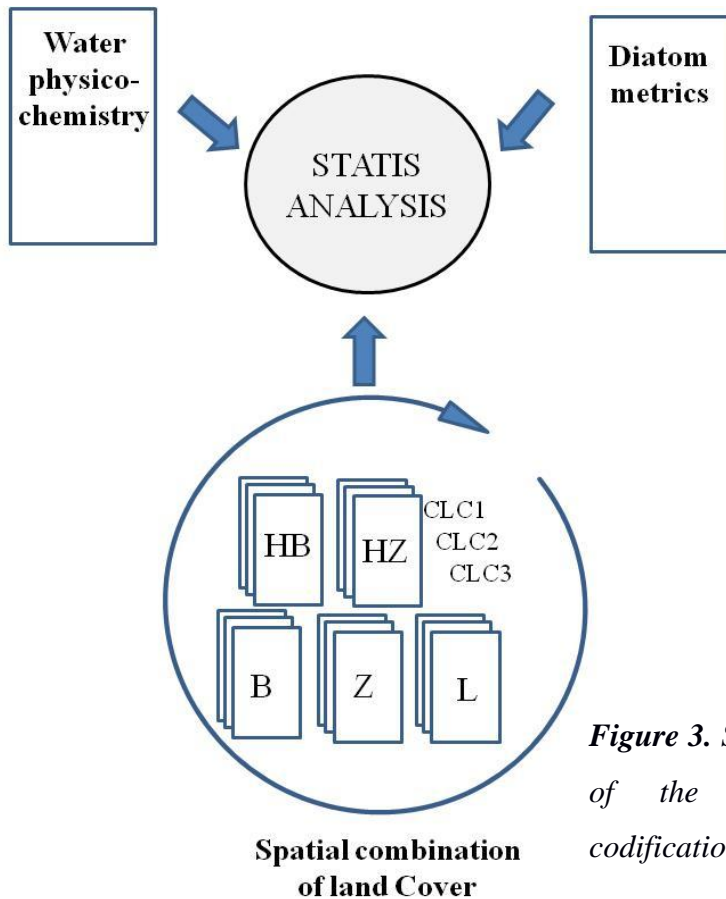 Water
physico-
chemistry
Diatom
metrics
STATIS
ANALYSIS
HB
HZ
CLC1
CLC2
CLC3
B
Z
L
Figure 3. S
of the
codificatio
Spatial combination
of land Cover